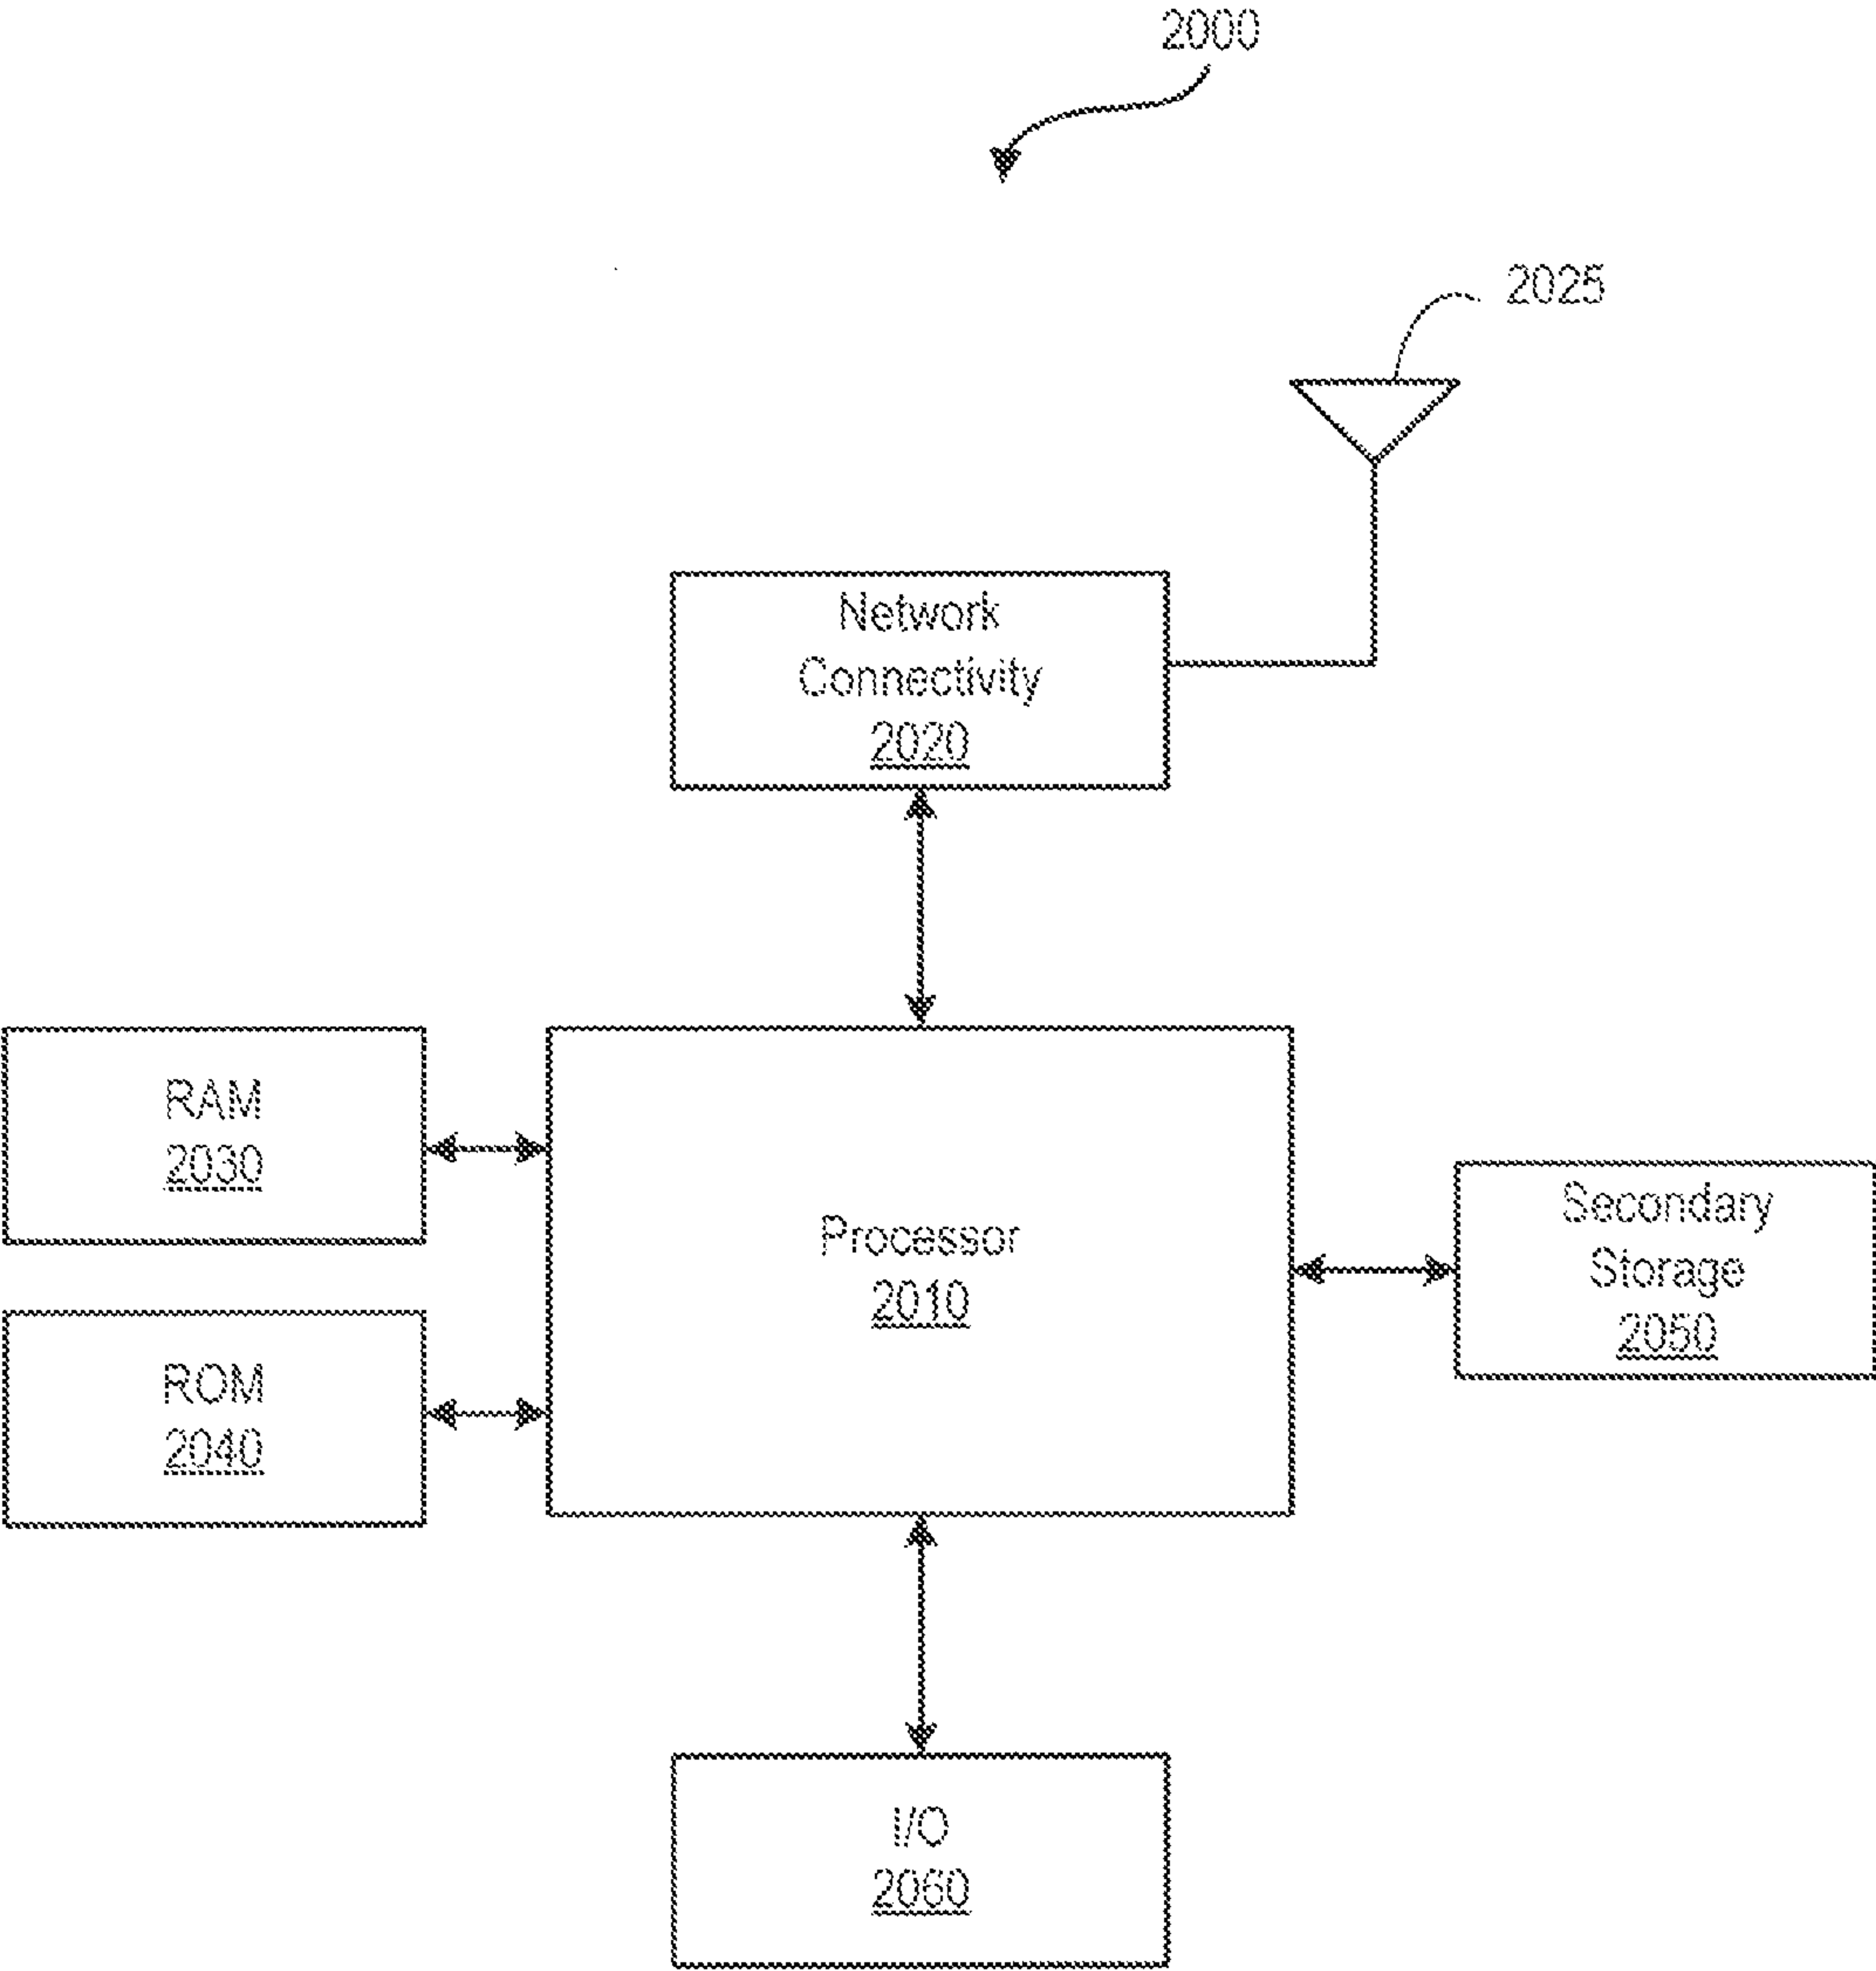 2000
2025
Network
Connectivity
2020
RAM
2030
Processor
2010
Secondary
Storage
2050
ROM
2040
I/O
2060